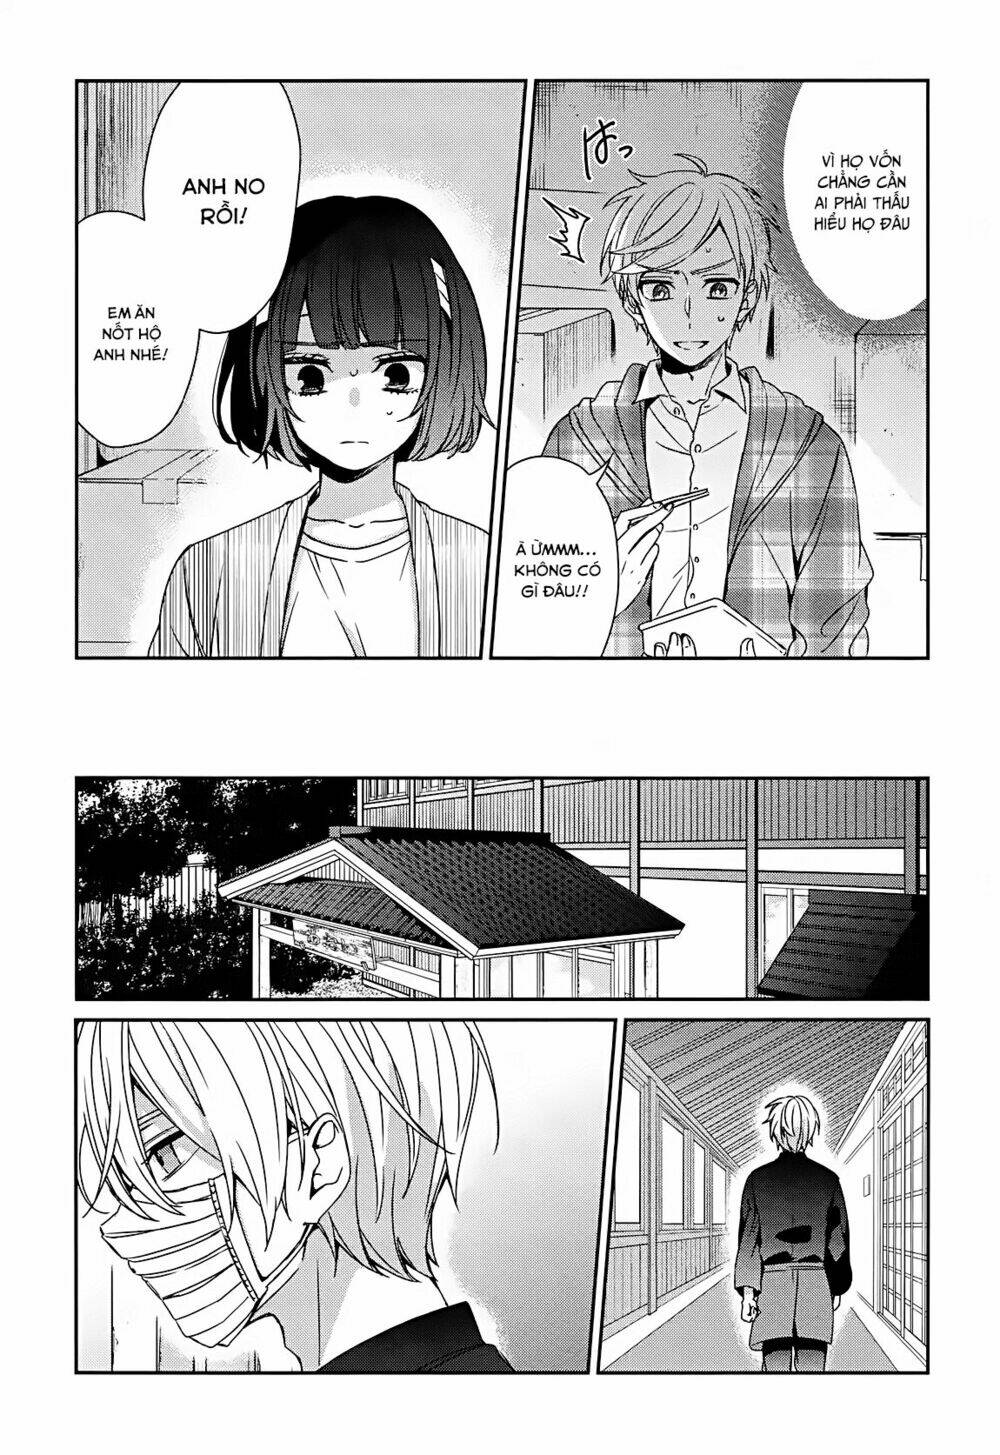 VÌ HỌ VỐN
CHẲNG CẦN
AI PHẢI THẤU
HIỂU HỌ ĐÂU
はっ
À ỪMMM...
KHÔNG CÓ
GÌ ĐÂU!!
ANH NO
RỒI!
EM ĂN
NỐT HỘ
ANH NHÉ!